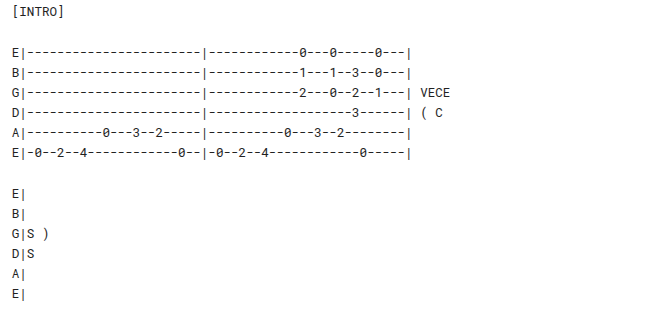 [INTRO]
E|-----------------------|------------0---0-----0---|
B|-----------------------|------------1---1--3--0---|
G|-----------------------|------------2---0--2--1---| VECE
D|-----------------------|-------------------3------| ( C
A|----------0---3--2-----|----------0---3--2--------|
E|-0--2--4------------0--|-0--2--4------------0-----|
E|
B|
G|S )
D|S
A|
E|